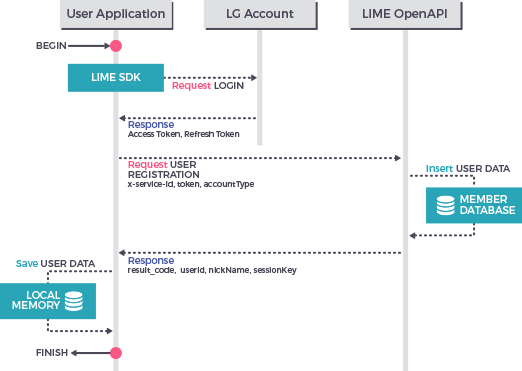 User Application
LG Account
LIME OpenAPI
BEGIN
LIME SDK
Request LOGIN
Response
Access Token, Refresh Token
Request USER
REGISTRATION
x-service-id, token, accountType
Insert USER DATA
MEMBER
DATABASE
Response
result_code, userId, nickName, sessionKey
Save USER DATA
LOCAL
MEMORY
FINISH